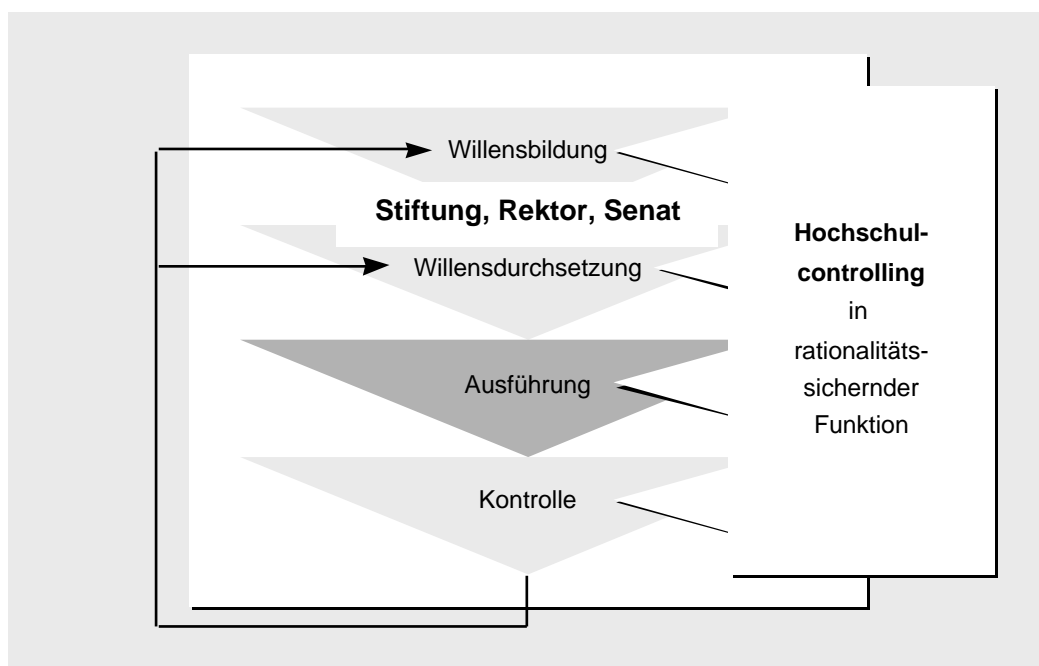 Willensbildung
Stiftung, Rektor, Senat
Willensdurchsetzung
Ausführung
Kontrolle
Hochschul-
controlling
in
rationalitäts-
sichernder
Funktion